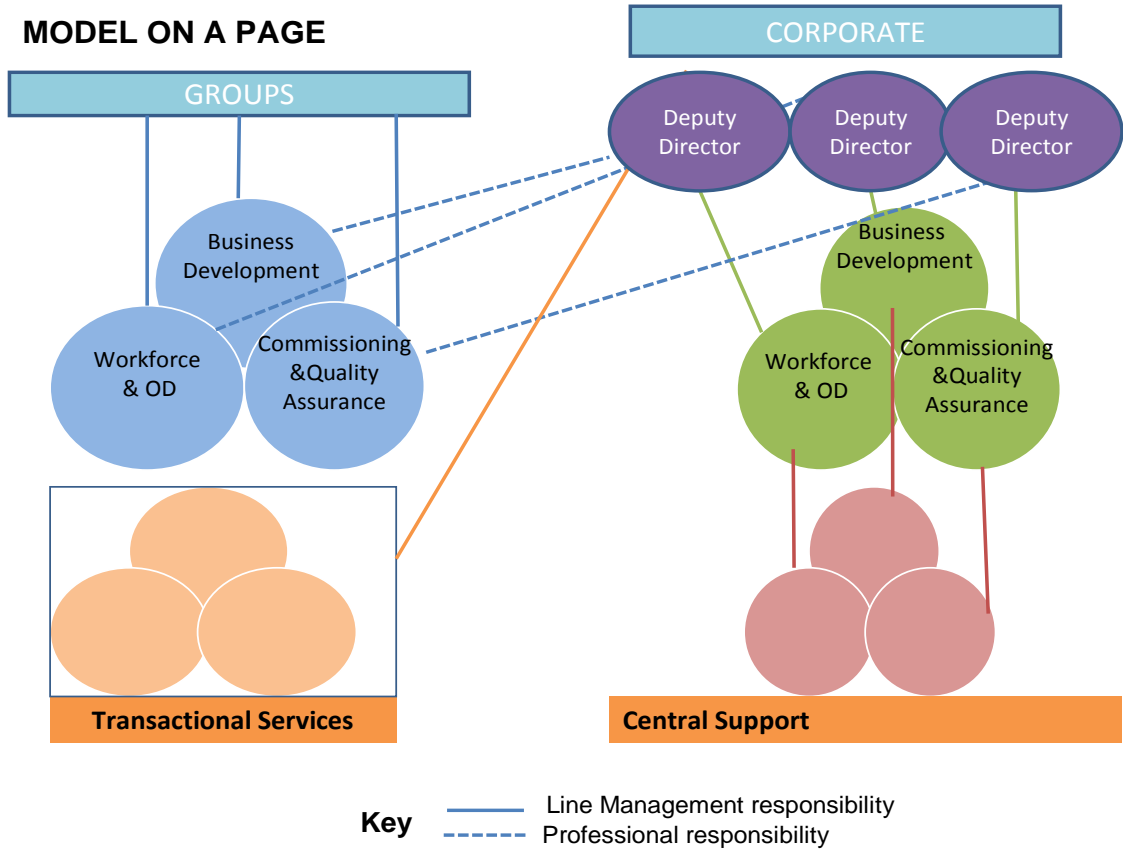 MODEL ON A PAGE
CORPORATE
GROUPS
Deputy
Director
Deputy
Director
Deputy
Director
Business
Development
Workforce
& OD
Commissioning
&Quality
Assurance
Business
Development
Workforce
& OD
Commissioning
&Quality
Assurance
Transactional Services
Central Support
Key
Line Management responsibility
Professional responsibility